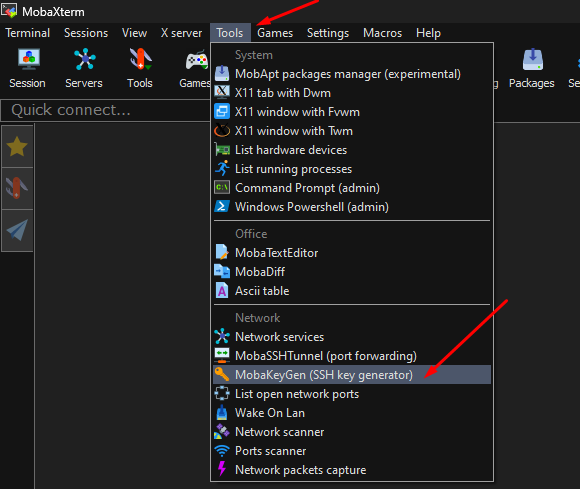 MobaXterm
Terminal Sessions View X server Tools Games Settings Macros Help
Session Servers Tools Games Packages Se
Quick connect...
System
MobApt packages manager (experimental)
X11 tab with Dwm
X11 window with Fvwm
X11 window with Twm
List hardware devices
List running processes
Command Prompt (admin)
Windows Powershell (admin)
Office
MobaTextEditor
MobaDiff
Ascii table
Network
Network services
MobaSSHTunnel (port forwarding)
MobaKeyGen (SSH key generator)
List open network ports
Wake On Lan
Network scanner
Ports scanner
Network packets capture